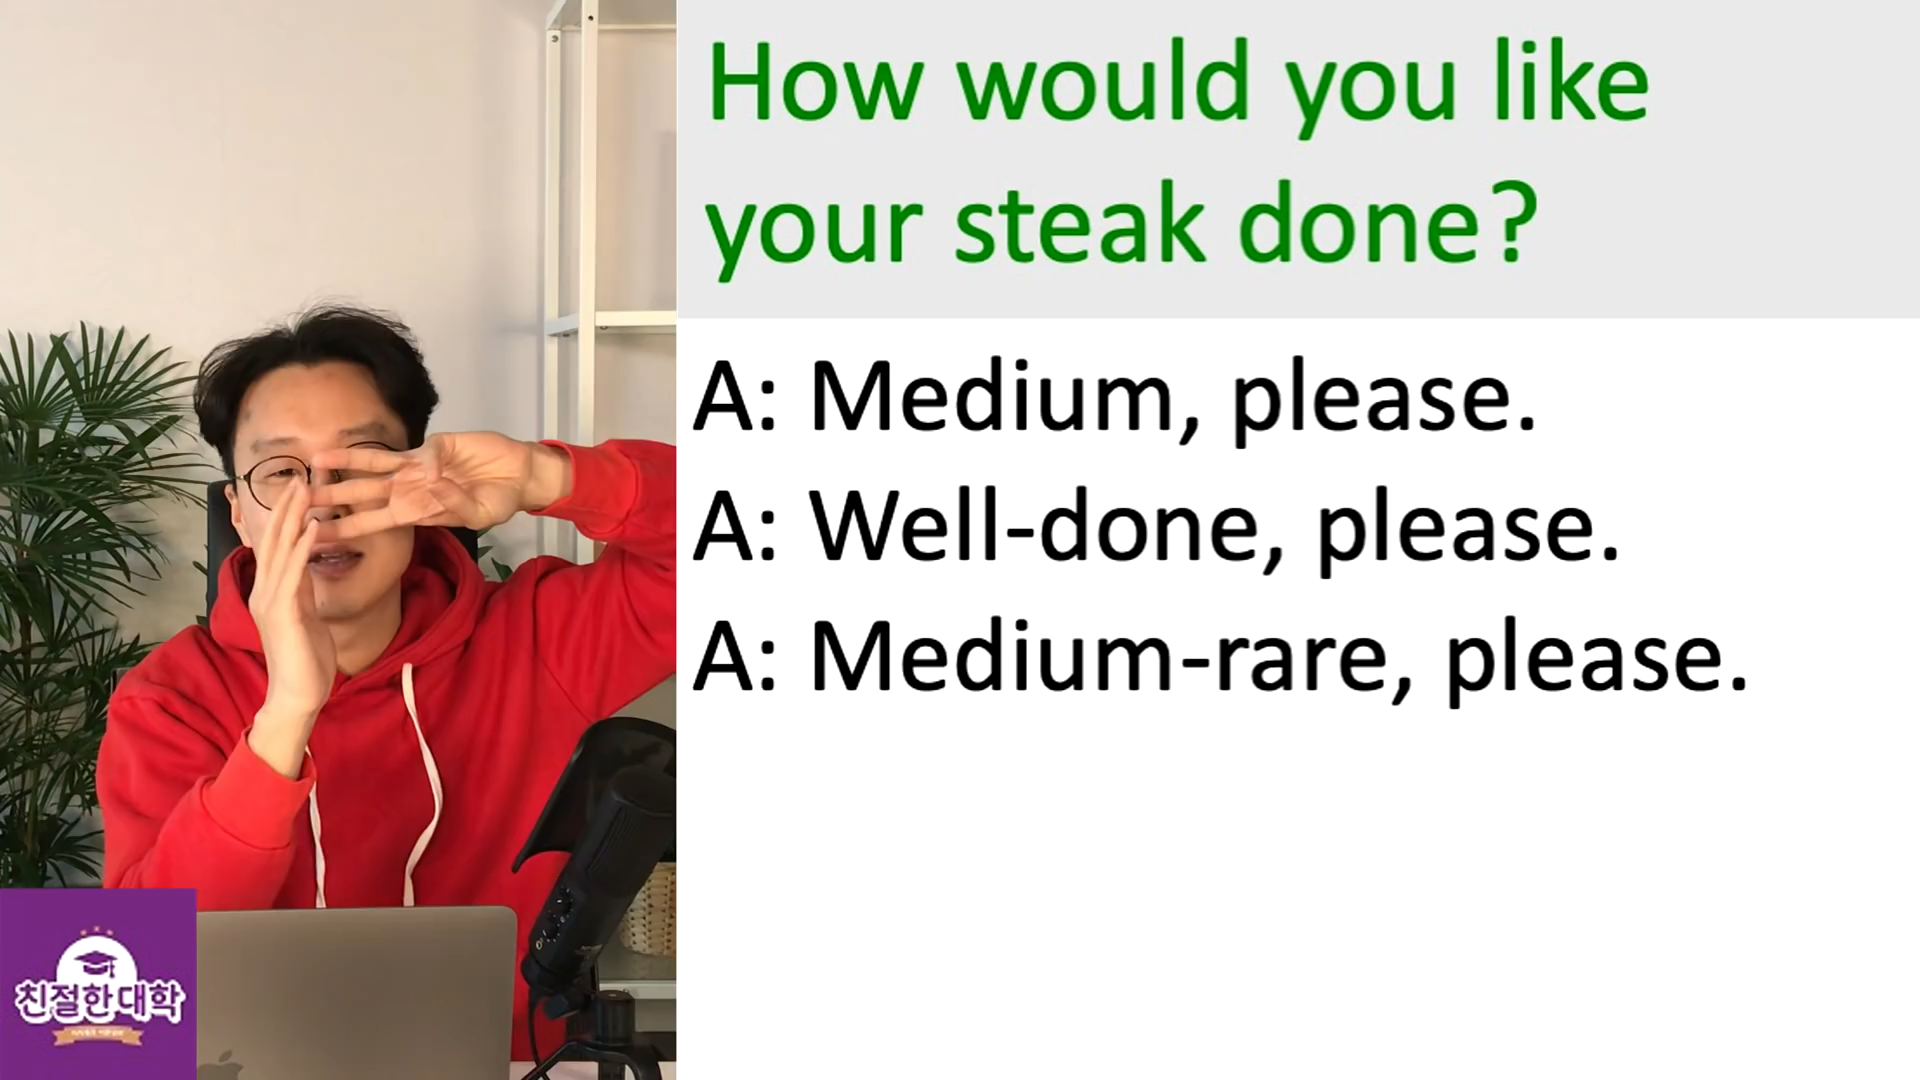 How would you like
your steak done?
A: Medium, please.
A: Well-done, please.
A: Medium-rare, please.
친절한대학